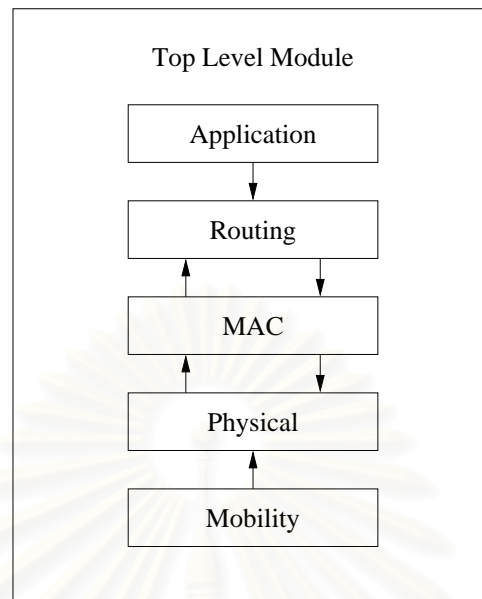 Top Level Module
Application
Routing
MAC
Physical
Mobility